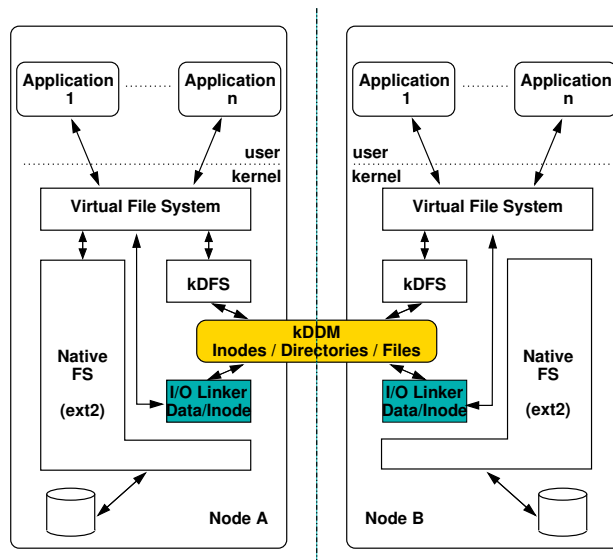 Application
1
Application
n
Application
1
Application
n
user
kernel
user
kernel
Virtual File System
Virtual File System
kDFS
kDFS
kDDM
Inodes / Directories / Files
Native
FS
(ext2)
I/O Linker
Data/Inode
I/O Linker
Data/Inode
Native
FS
(ext2)
Node A
Node B